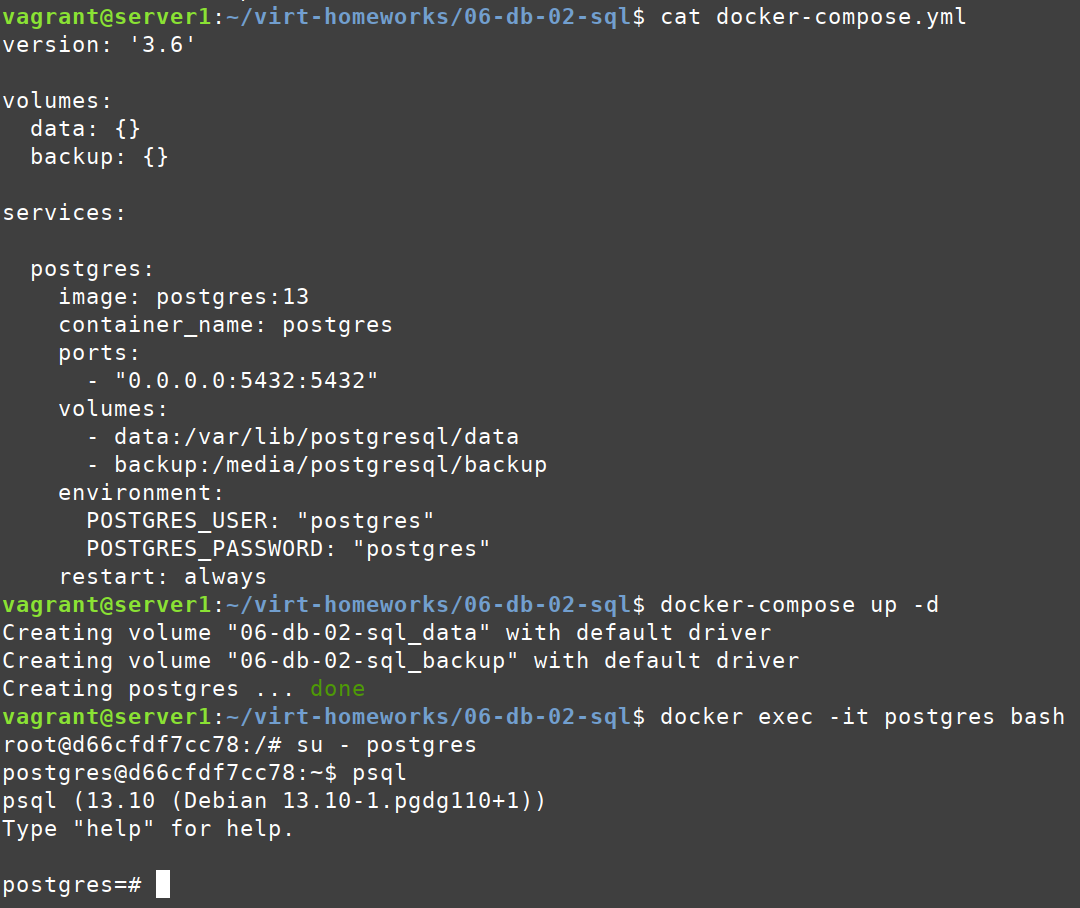 vagrant@server1:~/virt-homeworks/06-db-02-sql$ cat docker-compose.yml
version: '3.6'

volumes:
  data: {}
  backup: {}

services:

  postgres:
    image: postgres:13
    container_name: postgres
    ports:
      - "0.0.0.0:5432:5432"
    volumes:
      - data:/var/lib/postgresql/data
      - backup:/media/postgresql/backup
    environment:
      POSTGRES_USER: "postgres"
      POSTGRES_PASSWORD: "postgres"
    restart: always
vagrant@server1:~/virt-homeworks/06-db-02-sql$ docker-compose up -d
Creating volume "06-db-02-sql_data" with default driver
Creating volume "06-db-02-sql_backup" with default driver
Creating postgres ... done
vagrant@server1:~/virt-homeworks/06-db-02-sql$ docker exec -it postgres bash
root@d66cfdf7cc78:/# su - postgres
postgres@d66cfdf7cc78:~$ psql
psql (13.10 (Debian 13.10-1.pgdg110+1))
Type "help" for help.

postgres=#